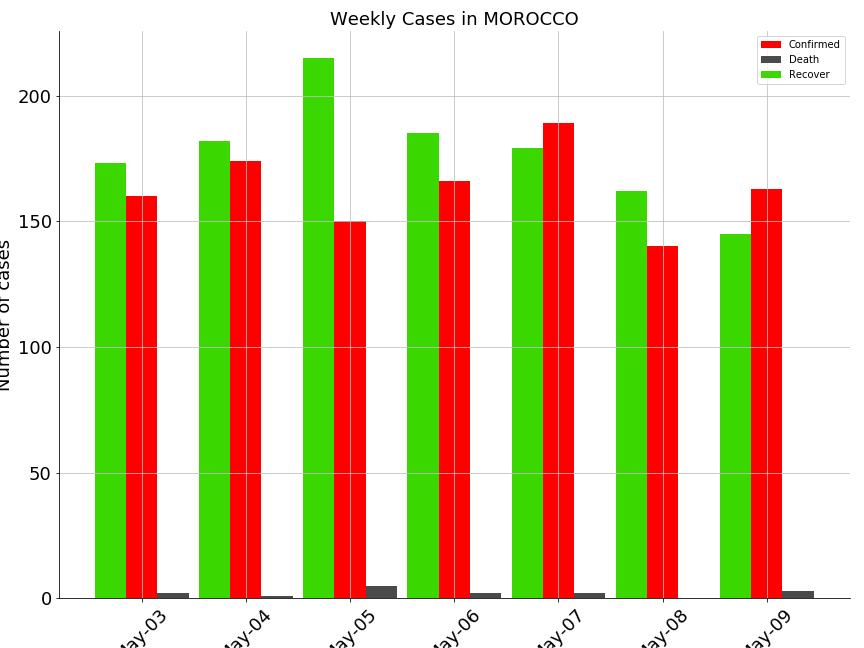 Weekly Cases in MOROCCO
Confirmed
Death
Recover
Number of cases
200
150
100
50
0
May-03
May-04
May-05
May-06
May-07
May-08
May-09